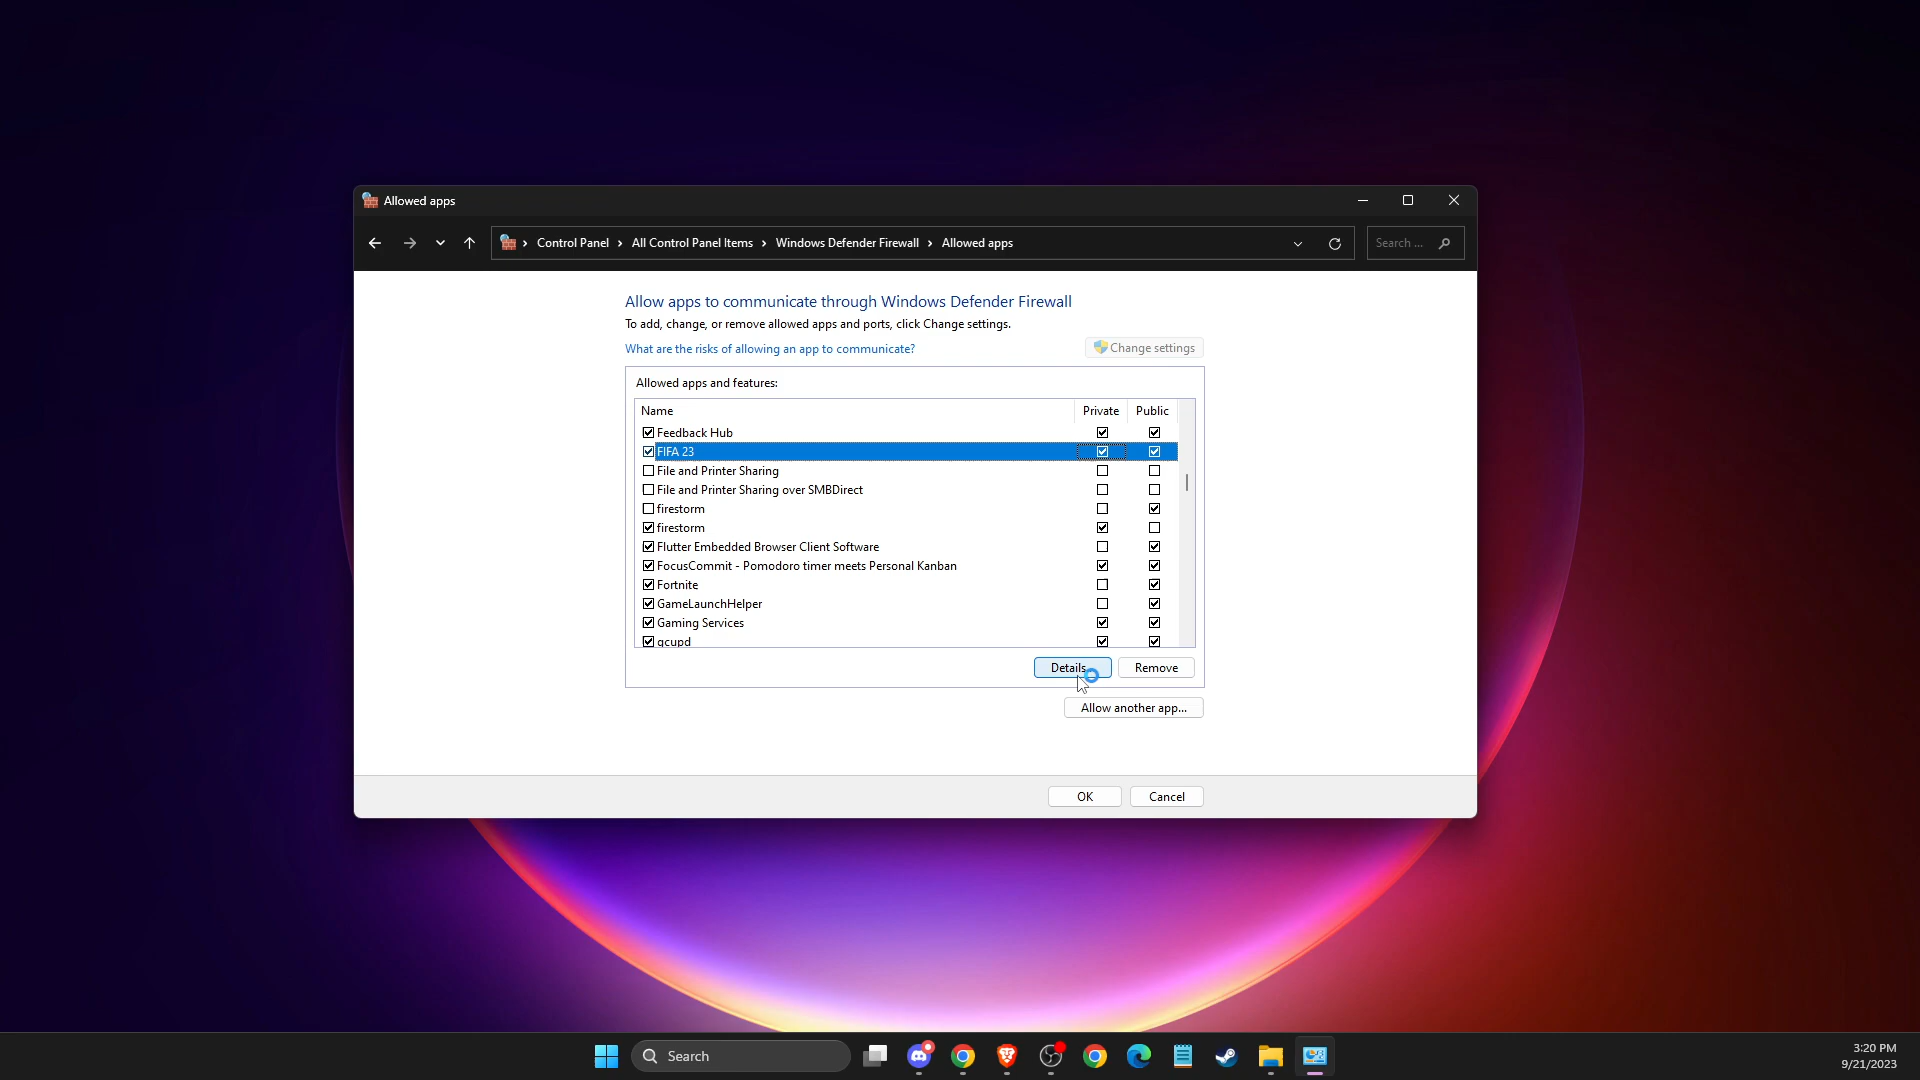 Allowed apps
Control Panel
All Control Panel Items
Windows Defender Firewall
Allowed apps
Search ...
Allow apps to communicate through Windows Defender Firewall
To add, change, or remove allowed apps and ports, click Change settings.
What are the risks of allowing an app to communicate?
Change settings
Allowed apps and features:
Name Private Public
Feedback Hub
FIFA 23
File and Printer Sharing
File and Printer Sharing over SMBDirect
firestorm
firestorm
Flutter Embedded Browser Client Software
FocusCommit - Pomodoro timer meets Personal Kanban
Fortnite
GameLaunchHelper
Gaming Services
gcupd
Details...
Remove
Allow another app...
OK
Cancel
Search
3:20 PM
9/21/2023